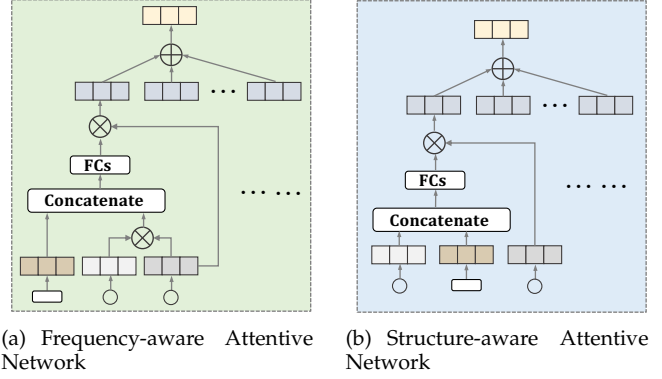 FCs
Concatenate
... ...
(a) Frequency-aware Attentive
Network
FCs
Concatenate
... ...
(b) Structure-aware Attentive
Network